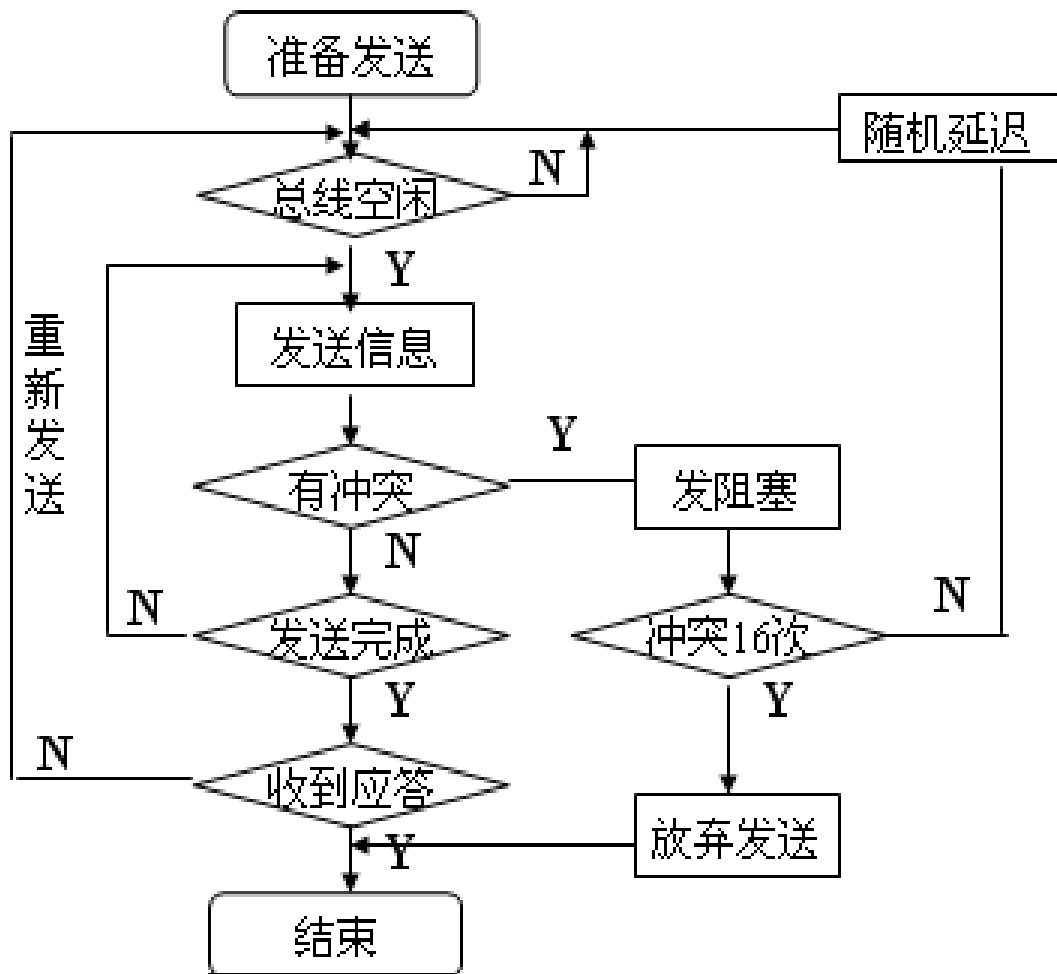 准备发送
随机延迟
总线空闲
N
Y
重新发送
发送信息
Y
有冲突
发阻塞
N
N
发送完成
冲突16次
N
Y
Y
N
收到应答
Y
放弃发送
结束